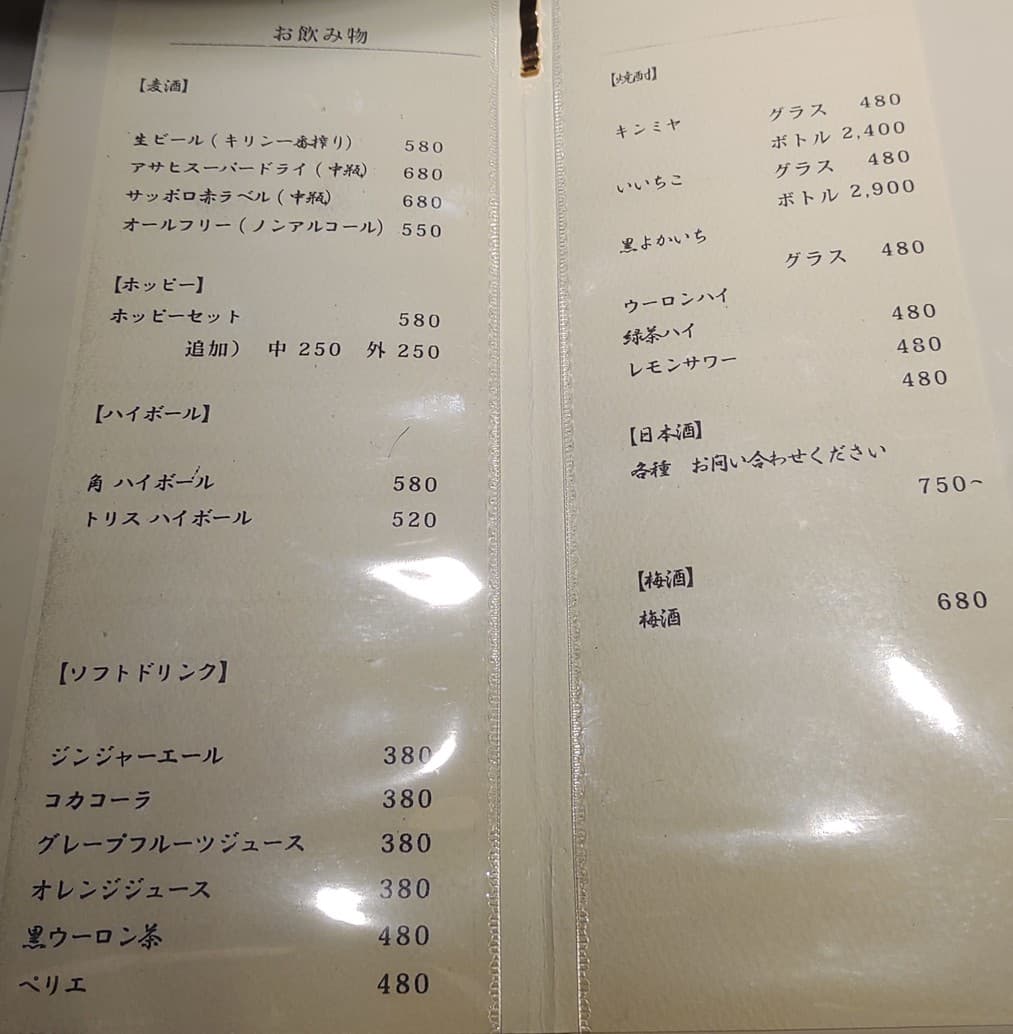 お飲み物
【麦酒】
生ビール(キリン一番搾り) 580
アサヒスーパードライ(中瓶) 680
サッポロ赤ラベル(中瓶) 680
オールフリー(ノンアルコール) 550
【ホッピー】
ホッピーセット 580
追加) 中 250 外 250
【ハイボール】
角 ハイボール 580
トリス ハイボール 520
【ソフトドリンク】
ジンジャーエール 380
コカコーラ 380
グレープフルーツジュース 380
オレンジジュース 380
黒ウーロン茶 480
ペリエ 480
【焼酎】
キンミヤ グラス 480
ボトル 2,400
いいちこ グラス 480
ボトル 2,900
黒よかいち グラス 480
ウーロンハイ 480
緑茶ハイ 480
レモンサワー 480
【日本酒】
各種 お問い合わせください
750~
【梅酒】
梅酒 680